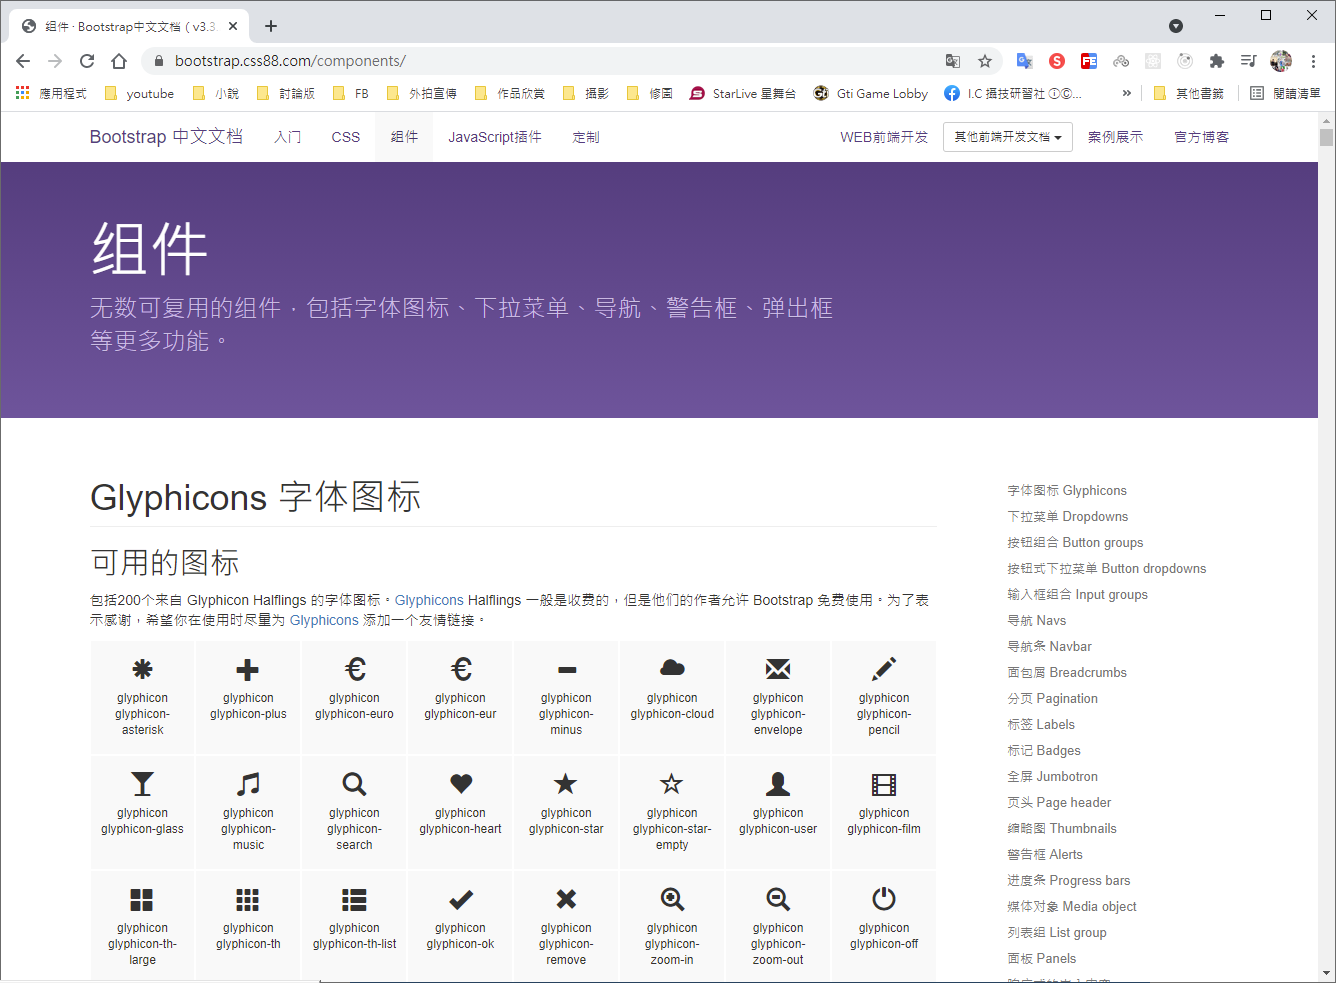 组件 · Bootstrap中文文档（v3.3
bootstrap.css88.com/components/
應用程式 youtube 小說 討論版 FB 外拍宣傳 作品欣賞 攝影 修圖 StarLive 星舞台 Gti Game Lobby I.C 攝技研習社 ①©... » 其他書籤 閱讀清單
Bootstrap 中文文档 入门 CSS 组件 JavaScript插件 定制 WEB前端开发 其他前端开发文档 案例展示 官方博客
组件
无数可复用的组件，包括字体图标、下拉菜单、导航、警告框、弹出框
等更多功能。
Glyphicons 字体图标
可用的图标
包括200个来自 Glyphicon Halflings 的字体图标。Glyphicons Halflings 一般是收费的，但是他们的作者允许 Bootstrap 免费使用。为了表
示感谢，希望你在使用时尽量为 Glyphicons 添加一个友情链接。
glyphicon
glyphicon-
asterisk
glyphicon
glyphicon-plus
glyphicon
glyphicon-euro
glyphicon
glyphicon-eur
glyphicon
glyphicon-
minus
glyphicon
glyphicon-cloud
glyphicon
glyphicon-
envelope
glyphicon
glyphicon-
pencil
glyphicon
glyphicon-glass
glyphicon
glyphicon-
music
glyphicon
glyphicon-
search
glyphicon
glyphicon-heart
glyphicon
glyphicon-star
glyphicon
glyphicon-star-
empty
glyphicon
glyphicon-user
glyphicon
glyphicon-film
glyphicon
glyphicon-th-
large
glyphicon
glyphicon-th
glyphicon
glyphicon-th-list
glyphicon
glyphicon-ok
glyphicon
glyphicon-
remove
glyphicon
glyphicon-
zoom-in
glyphicon
glyphicon-
zoom-out
glyphicon
glyphicon-off
字体图标 Glyphicons
下拉菜单 Dropdowns
按钮组合 Button groups
按钮式下拉菜单 Button dropdowns
输入框组合 Input groups
导航 Navs
导航条 Navbar
面包屑 Breadcrumbs
分页 Pagination
标签 Labels
标记 Badges
全屏 Jumbotron
页头 Page header
缩略图 Thumbnails
警告框 Alerts
进度条 Progress bars
媒体对象 Media object
列表组 List group
面板 Panels